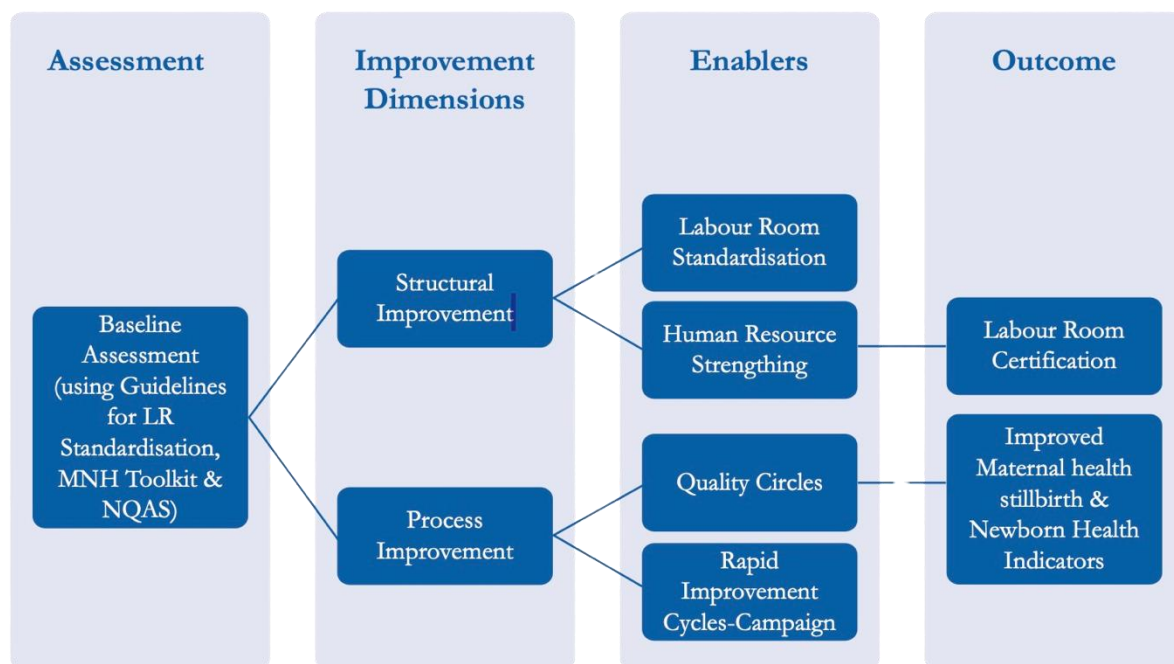 Assessment
Baseline
Assessment
(using Guidelines
for LR
Standardisation,
MNH Toolkit &
NQAS)
Improvement
Dimensions
Structural
Improvement
Process
Improvement
Enablers
Labour Room
Standardisation
Human Resource
Strengthing
Quality Circles
Rapid
Improvement
Cycles-Campaign
Outcome
Labour Room
Certification
Improved
Maternal health
stillbirth &
Newborn Health
Indicators